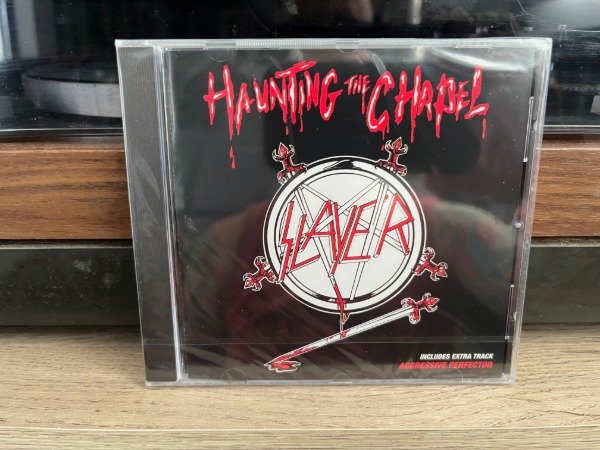 HAUNTING THE CHAPEL
SLAYER
INCLUDES EXTRA TRACK
AGGRESSIVE PERFECTOR